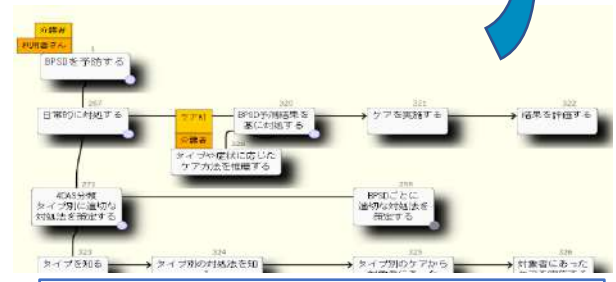 介護者
利用者さん
1
BPSDを予防する
267
日常的に対処する
ケアAI
介護者
320
BPSD予測結果を
基に対処する
321
ケアを実施する
322
結果を評価する
タイプや症状に応じた
ケア方法を推薦する
4DAS分類
タイプ別に適切な
対処法を策定する
BPSDごとに
適切な対処法を
策定する
323
タイプを知る
324
タイプ別の対処法を知
325
タイプ別のケアから
326
対象者にあった